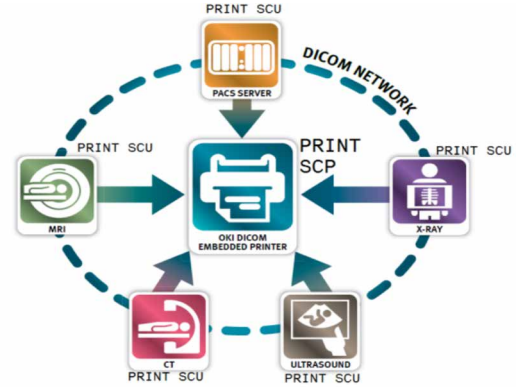 PRINT SCU
PACS SERVER
DICOM NETWORK
PRINT SCU
MRI
PRINT
SCP
OKI DICOM
EMBEDDED PRINTER
PRINT SCU
X-RAY
CT
PRINT SCU
ULTRASOUND
PRINT SCU